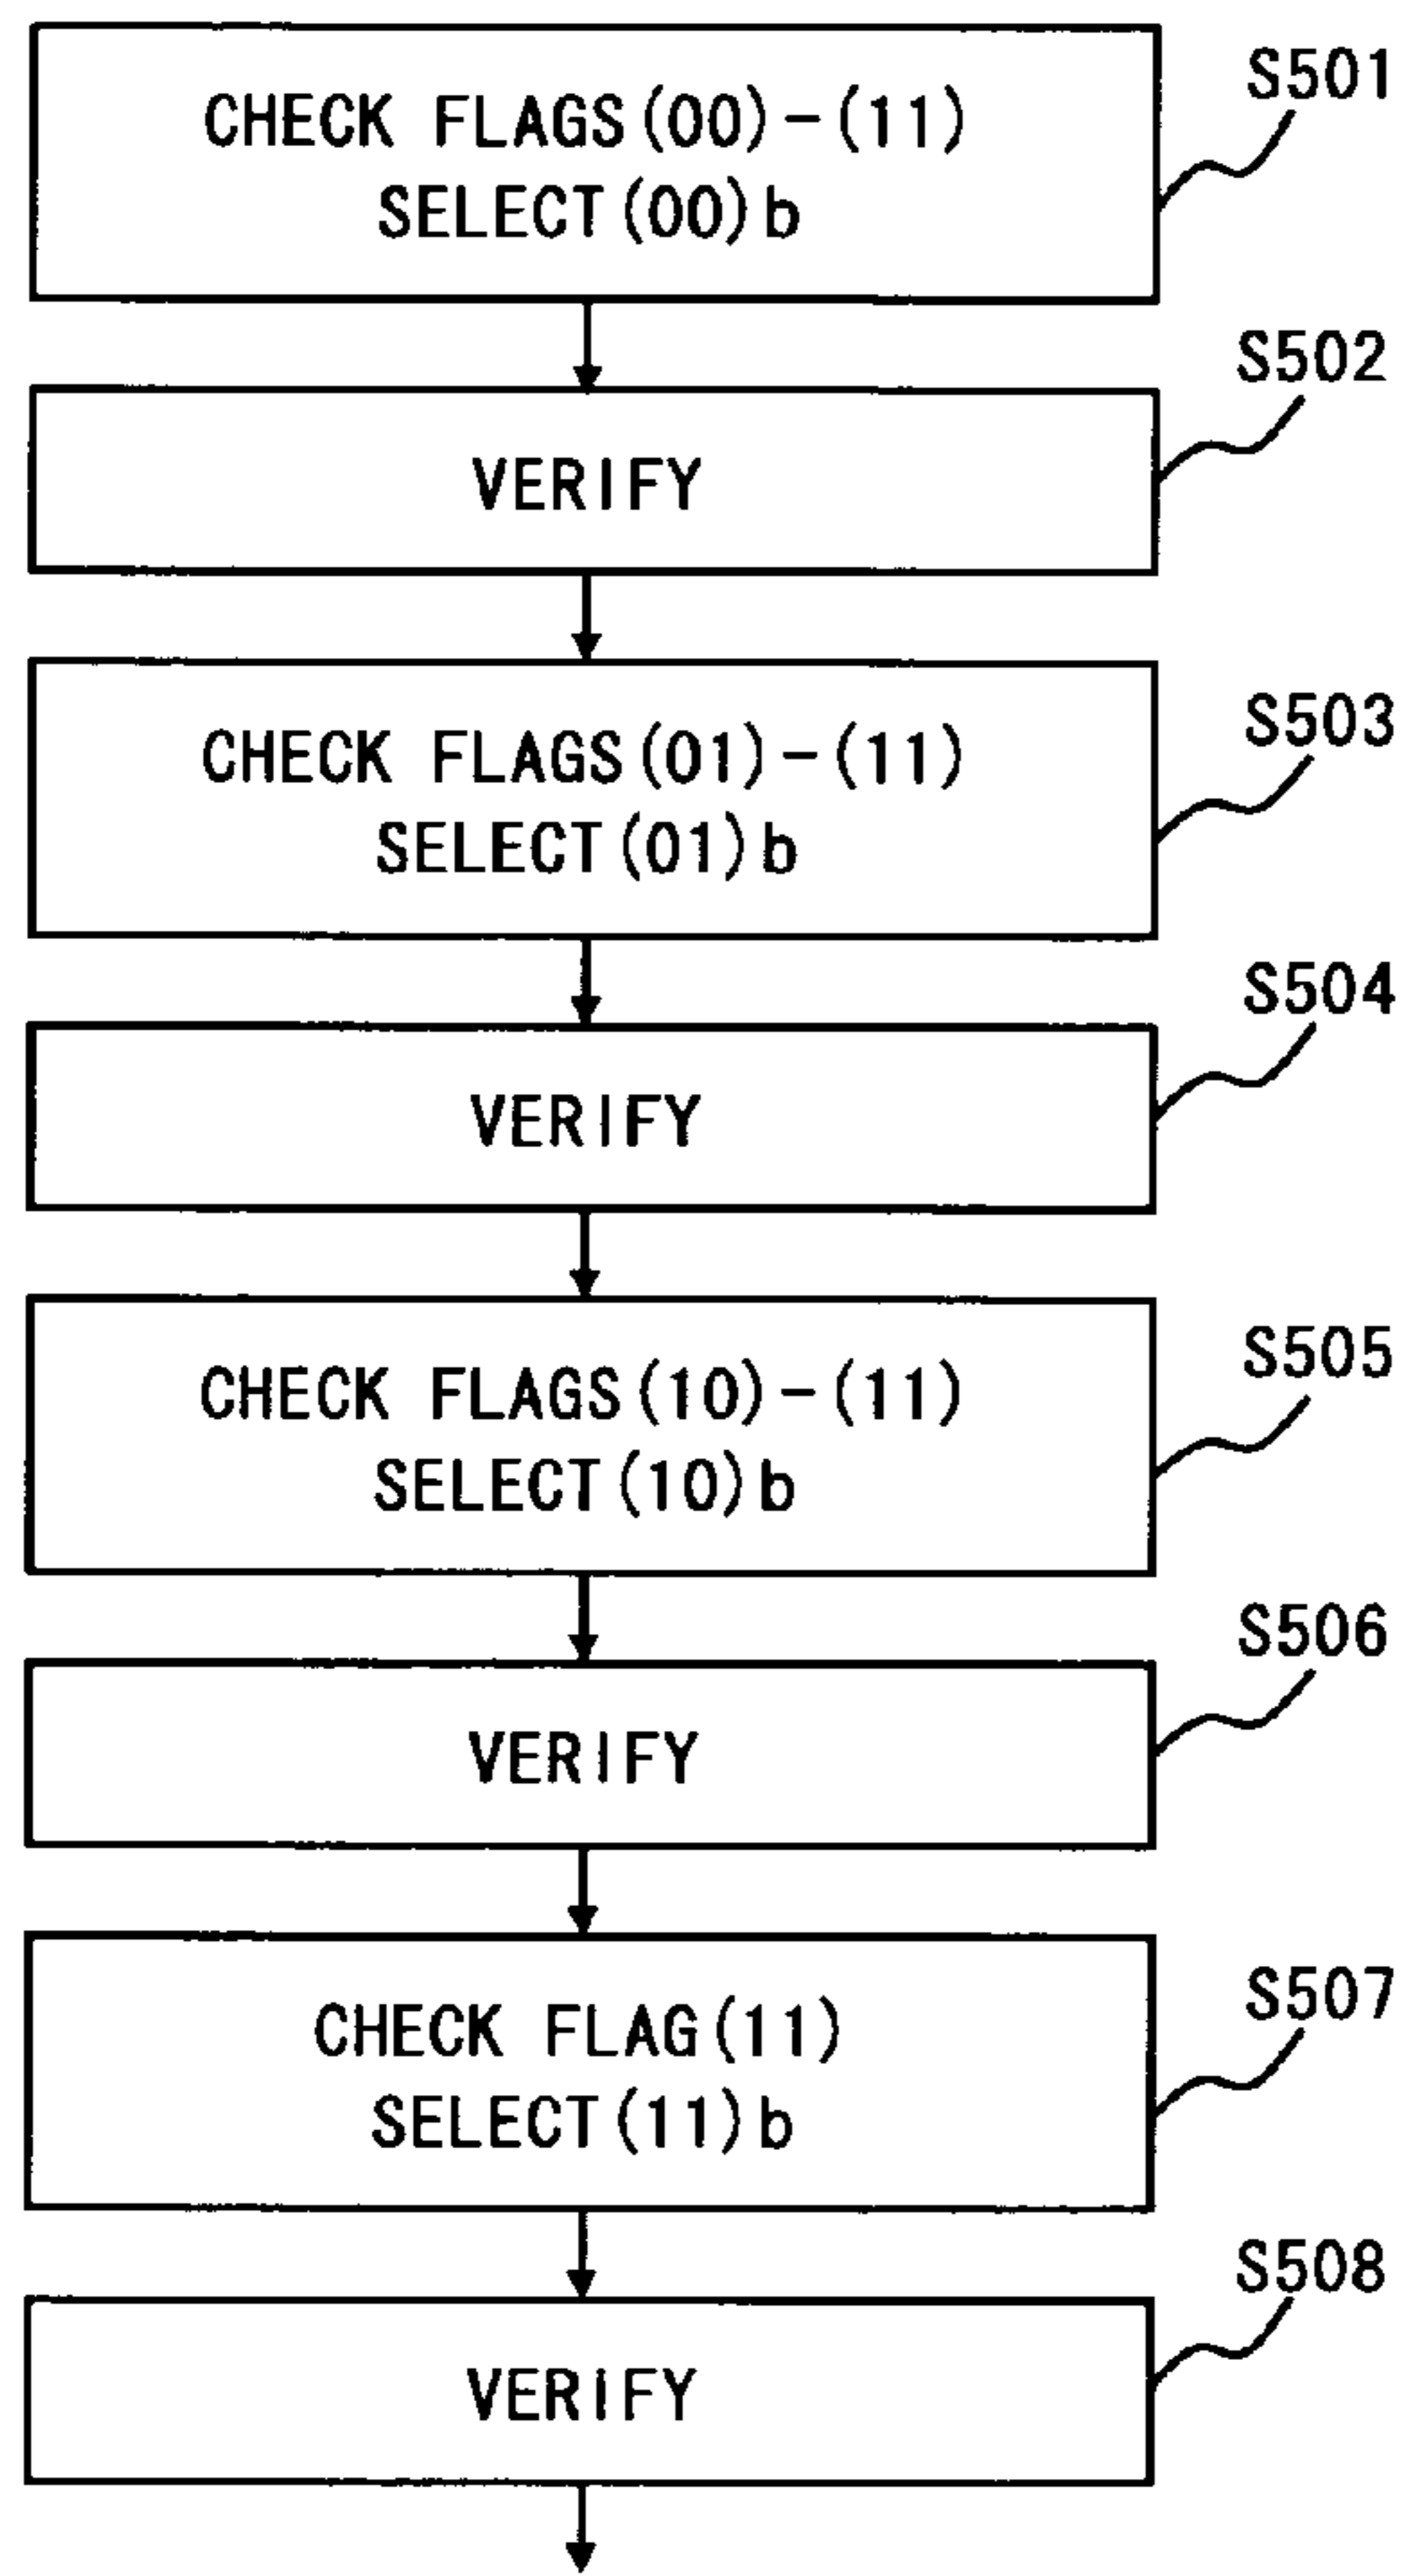 CHECK FLAGS(00)-(11)
SELECT(00)b
S501
VERIFY
S502
CHECK FLAGS(01)-(11)
SELECT(01)b
S503
VERIFY
S504
CHECK FLAGS(10)-(11)
SELECT(10)b
S505
VERIFY
S506
CHECK FLAG(11)
SELECT(11)b
S507
VERIFY
S508